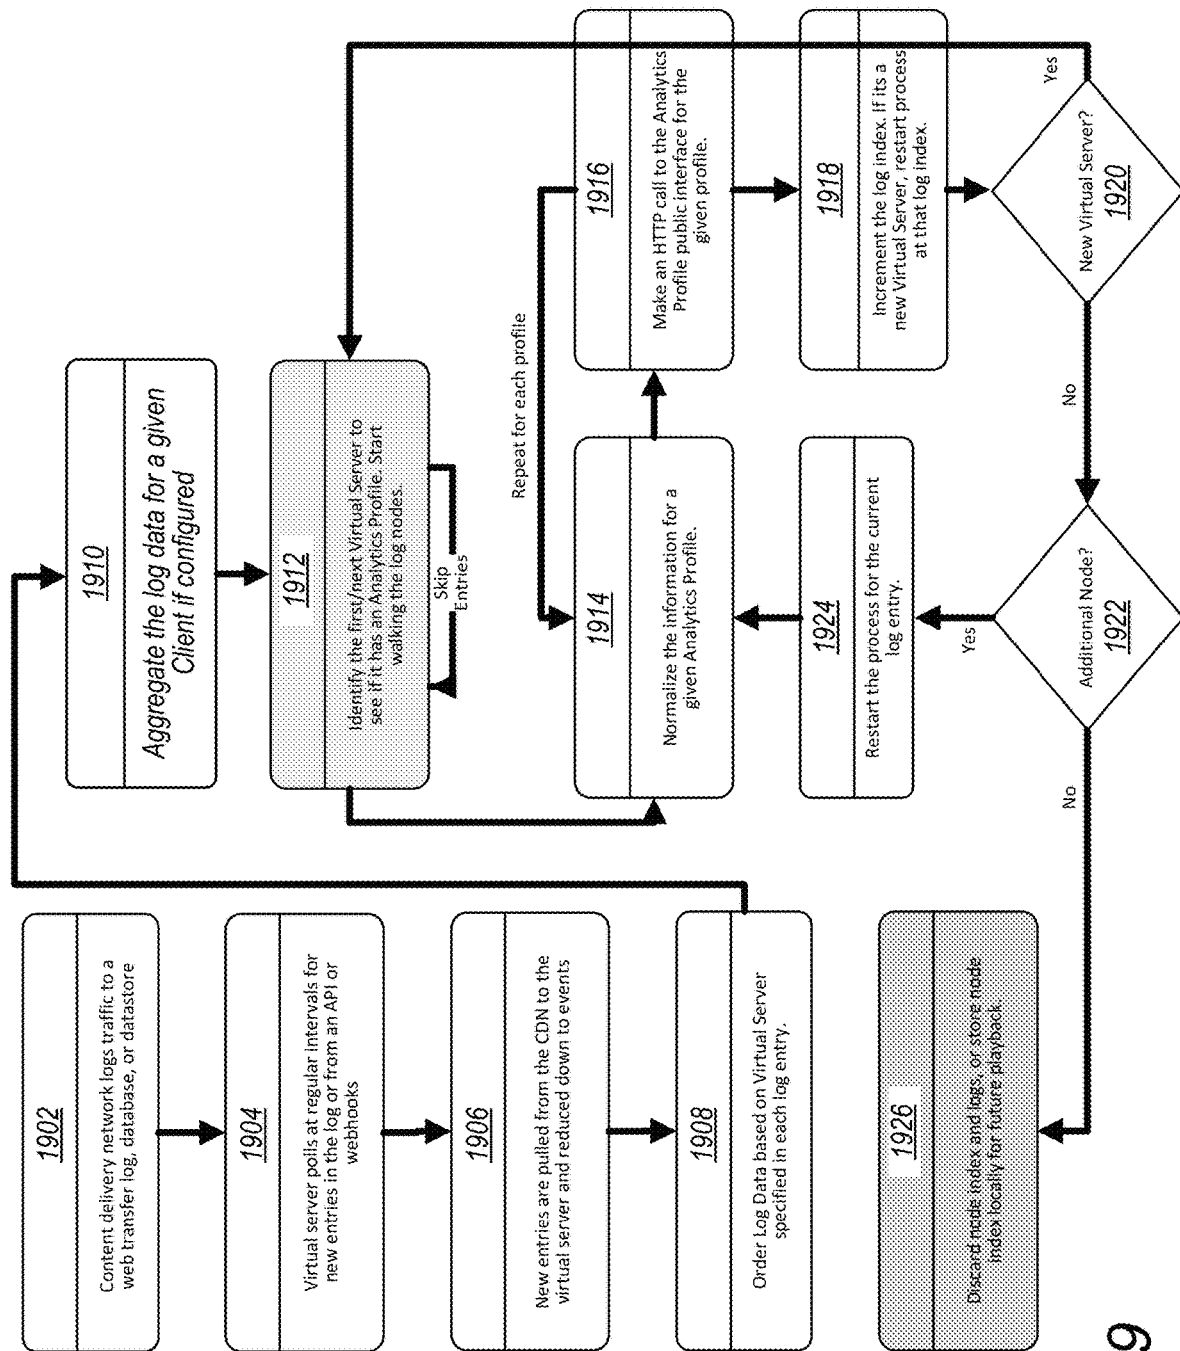 1902
Content delivery network logs traffic to a
web transfer log, database, or datastore
1904
Virtual server polls at regular intervals for
new entries in the log or from an API or
webhooks
1906
New entries are pulled from the CDN to the
virtual server and reduced down to events
1908
Order Log Data based on Virtual Server
specified in each log entry.
1910
Aggregate the log data for a given
Client if configured
1912
Identify the first/next Virtual Server to
see if it has an Analytics Profile. Start
walking the log nodes.
Skip
Entries
Repeat for each profile
1914
Normalize the information for a
given Analytics Profile.
1916
Make an HTTP call to the Analytics
Profile public interface for the
given profile.
1918
Increment the log index. If its a
new Virtual Server, restart process
at that log index.
New Virtual Server?
1920
Yes
No
Additional Node?
1922
Yes
No
1924
Restart the process for the current
log entry.
1926
Discard node index and logs, or store node
index locally for future playback
9